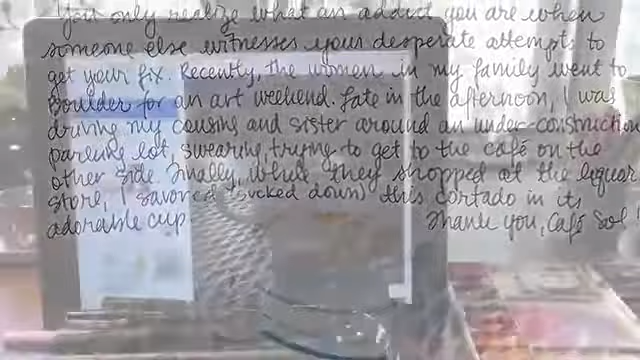 You only realize what an addict you are when
someone else witnesses your desperate attempts to
get your fix. Recently, the women in my family went to
Boulder for an art weekend. Late in the afternoon, I was
driving my cousins and sister around an under-construction
parking lot, swearing, trying to get to the café on the
other side. Finally, while they shopped at the liquor
store, I savored (sucked down) this cortado in its
adorable cup
Thank you, Café Sol!